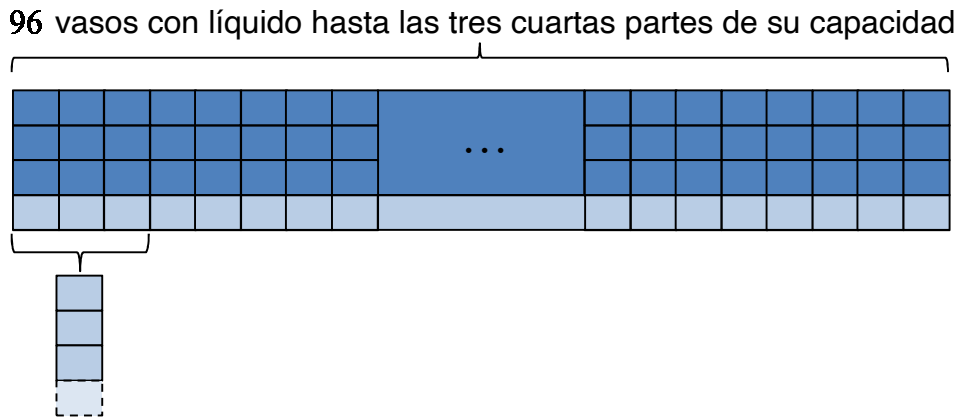 96 vasos con líquido hasta las tres cuartas partes de su capacidad
...